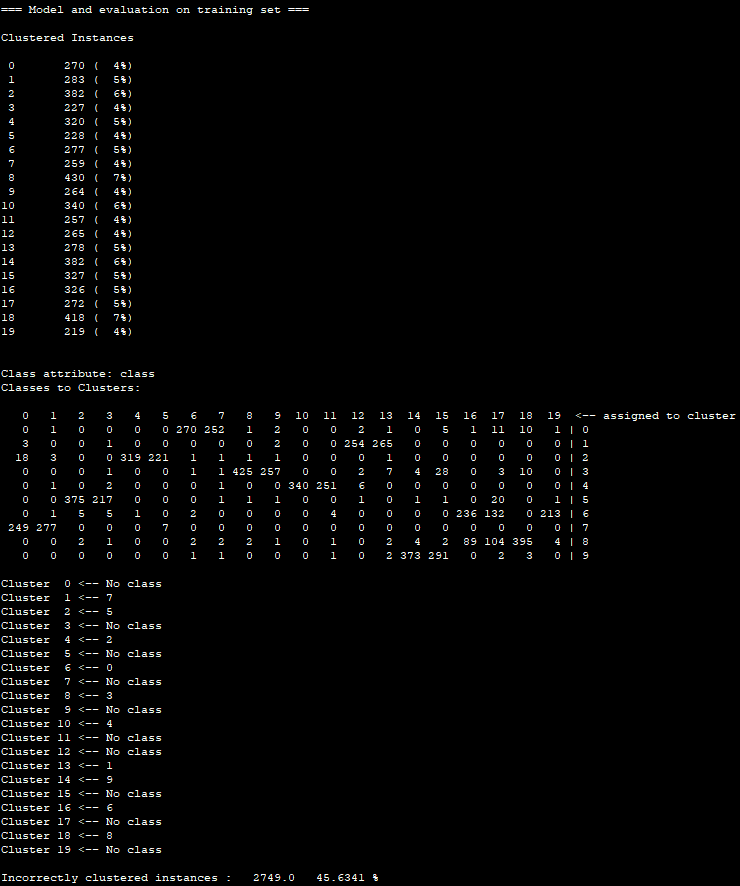 === Model and evaluation on training set ===
Clustered Instances
0 270 ( 4%)
1 283 ( 5%)
2 382 ( 6%)
3 227 ( 4%)
4 320 ( 5%)
5 228 ( 4%)
6 277 ( 5%)
7 259 ( 4%)
8 430 ( 7%)
9 264 ( 4%)
10 340 ( 6%)
11 257 ( 4%)
12 265 ( 4%)
13 278 ( 5%)
14 382 ( 6%)
15 327 ( 5%)
16 326 ( 5%)
17 272 ( 5%)
18 418 ( 7%)
19 219 ( 4%)
Class attribute: class
Classes to Clusters:
0 1 2 3 4 5 6 7 8 9 10 11 12 13 14 15 16 17 18 19 <-- assigned to cluster
0 1 0 0 0 0 270 252 1 2 0 0 2 1 0 5 1 11 10 1 | 0
3 0 0 1 0 0 0 0 0 2 0 0 254 265 0 0 0 0 0 0 | 1
18 3 0 0 319 221 1 1 1 1 0 0 0 1 0 0 0 0 0 0 | 2
0 0 0 1 0 0 1 1 425 257 0 0 2 7 4 28 0 3 10 0 | 3
0 1 0 2 0 0 0 1 0 0 340 251 6 0 0 0 0 0 0 0 | 4
0 0 375 217 0 0 0 1 1 1 0 0 1 0 1 1 0 20 0 1 | 5
0 1 5 5 1 0 2 0 0 0 0 4 0 0 0 0 236 132 0 213 | 6
249 277 0 0 0 7 0 0 0 0 0 0 0 0 0 0 0 0 0 0 | 7
0 0 2 1 0 0 2 2 2 1 0 1 0 2 4 2 89 104 395 4 | 8
0 0 0 0 0 0 1 1 0 0 0 1 0 2 373 291 0 2 3 0 | 9
Cluster 0 <-- No class
Cluster 1 <-- 7
Cluster 2 <-- 5
Cluster 3 <-- No class
Cluster 4 <-- 2
Cluster 5 <-- No class
Cluster 6 <-- 0
Cluster 7 <-- No class
Cluster 8 <-- 3
Cluster 9 <-- No class
Cluster 10 <-- 4
Cluster 11 <-- No class
Cluster 12 <-- No class
Cluster 13 <-- 1
Cluster 14 <-- 9
Cluster 15 <-- No class
Cluster 16 <-- 6
Cluster 17 <-- No class
Cluster 18 <-- 8
Cluster 19 <-- No class
Incorrectly clustered instances : 2749.0 45.6341 %